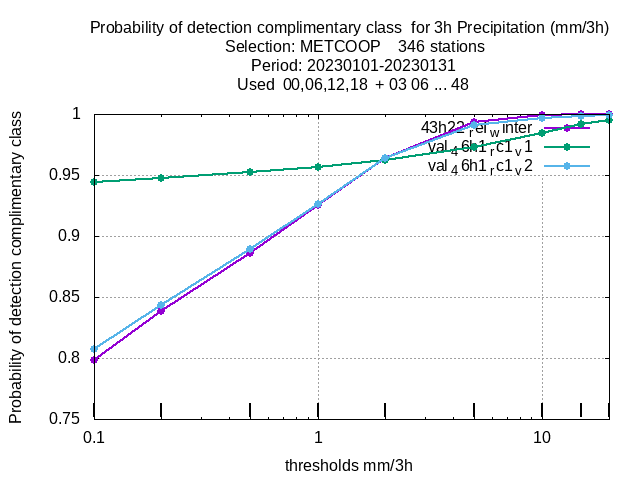 Probability of detection complimentary class  for 3h Precipitation (mm/3h)
Selection: METCOOP    346 stations
Period: 20230101-20230131
Used  00,06,12,18  + 03 06 ... 48
Probability of detection complimentary class
1
0.95
0.9
0.85
0.8
0.75
0.1
1
10
thresholds mm/3h
43h22_rel_winter
val_46h1_rc1_v1
val_46h1_rc1_v2